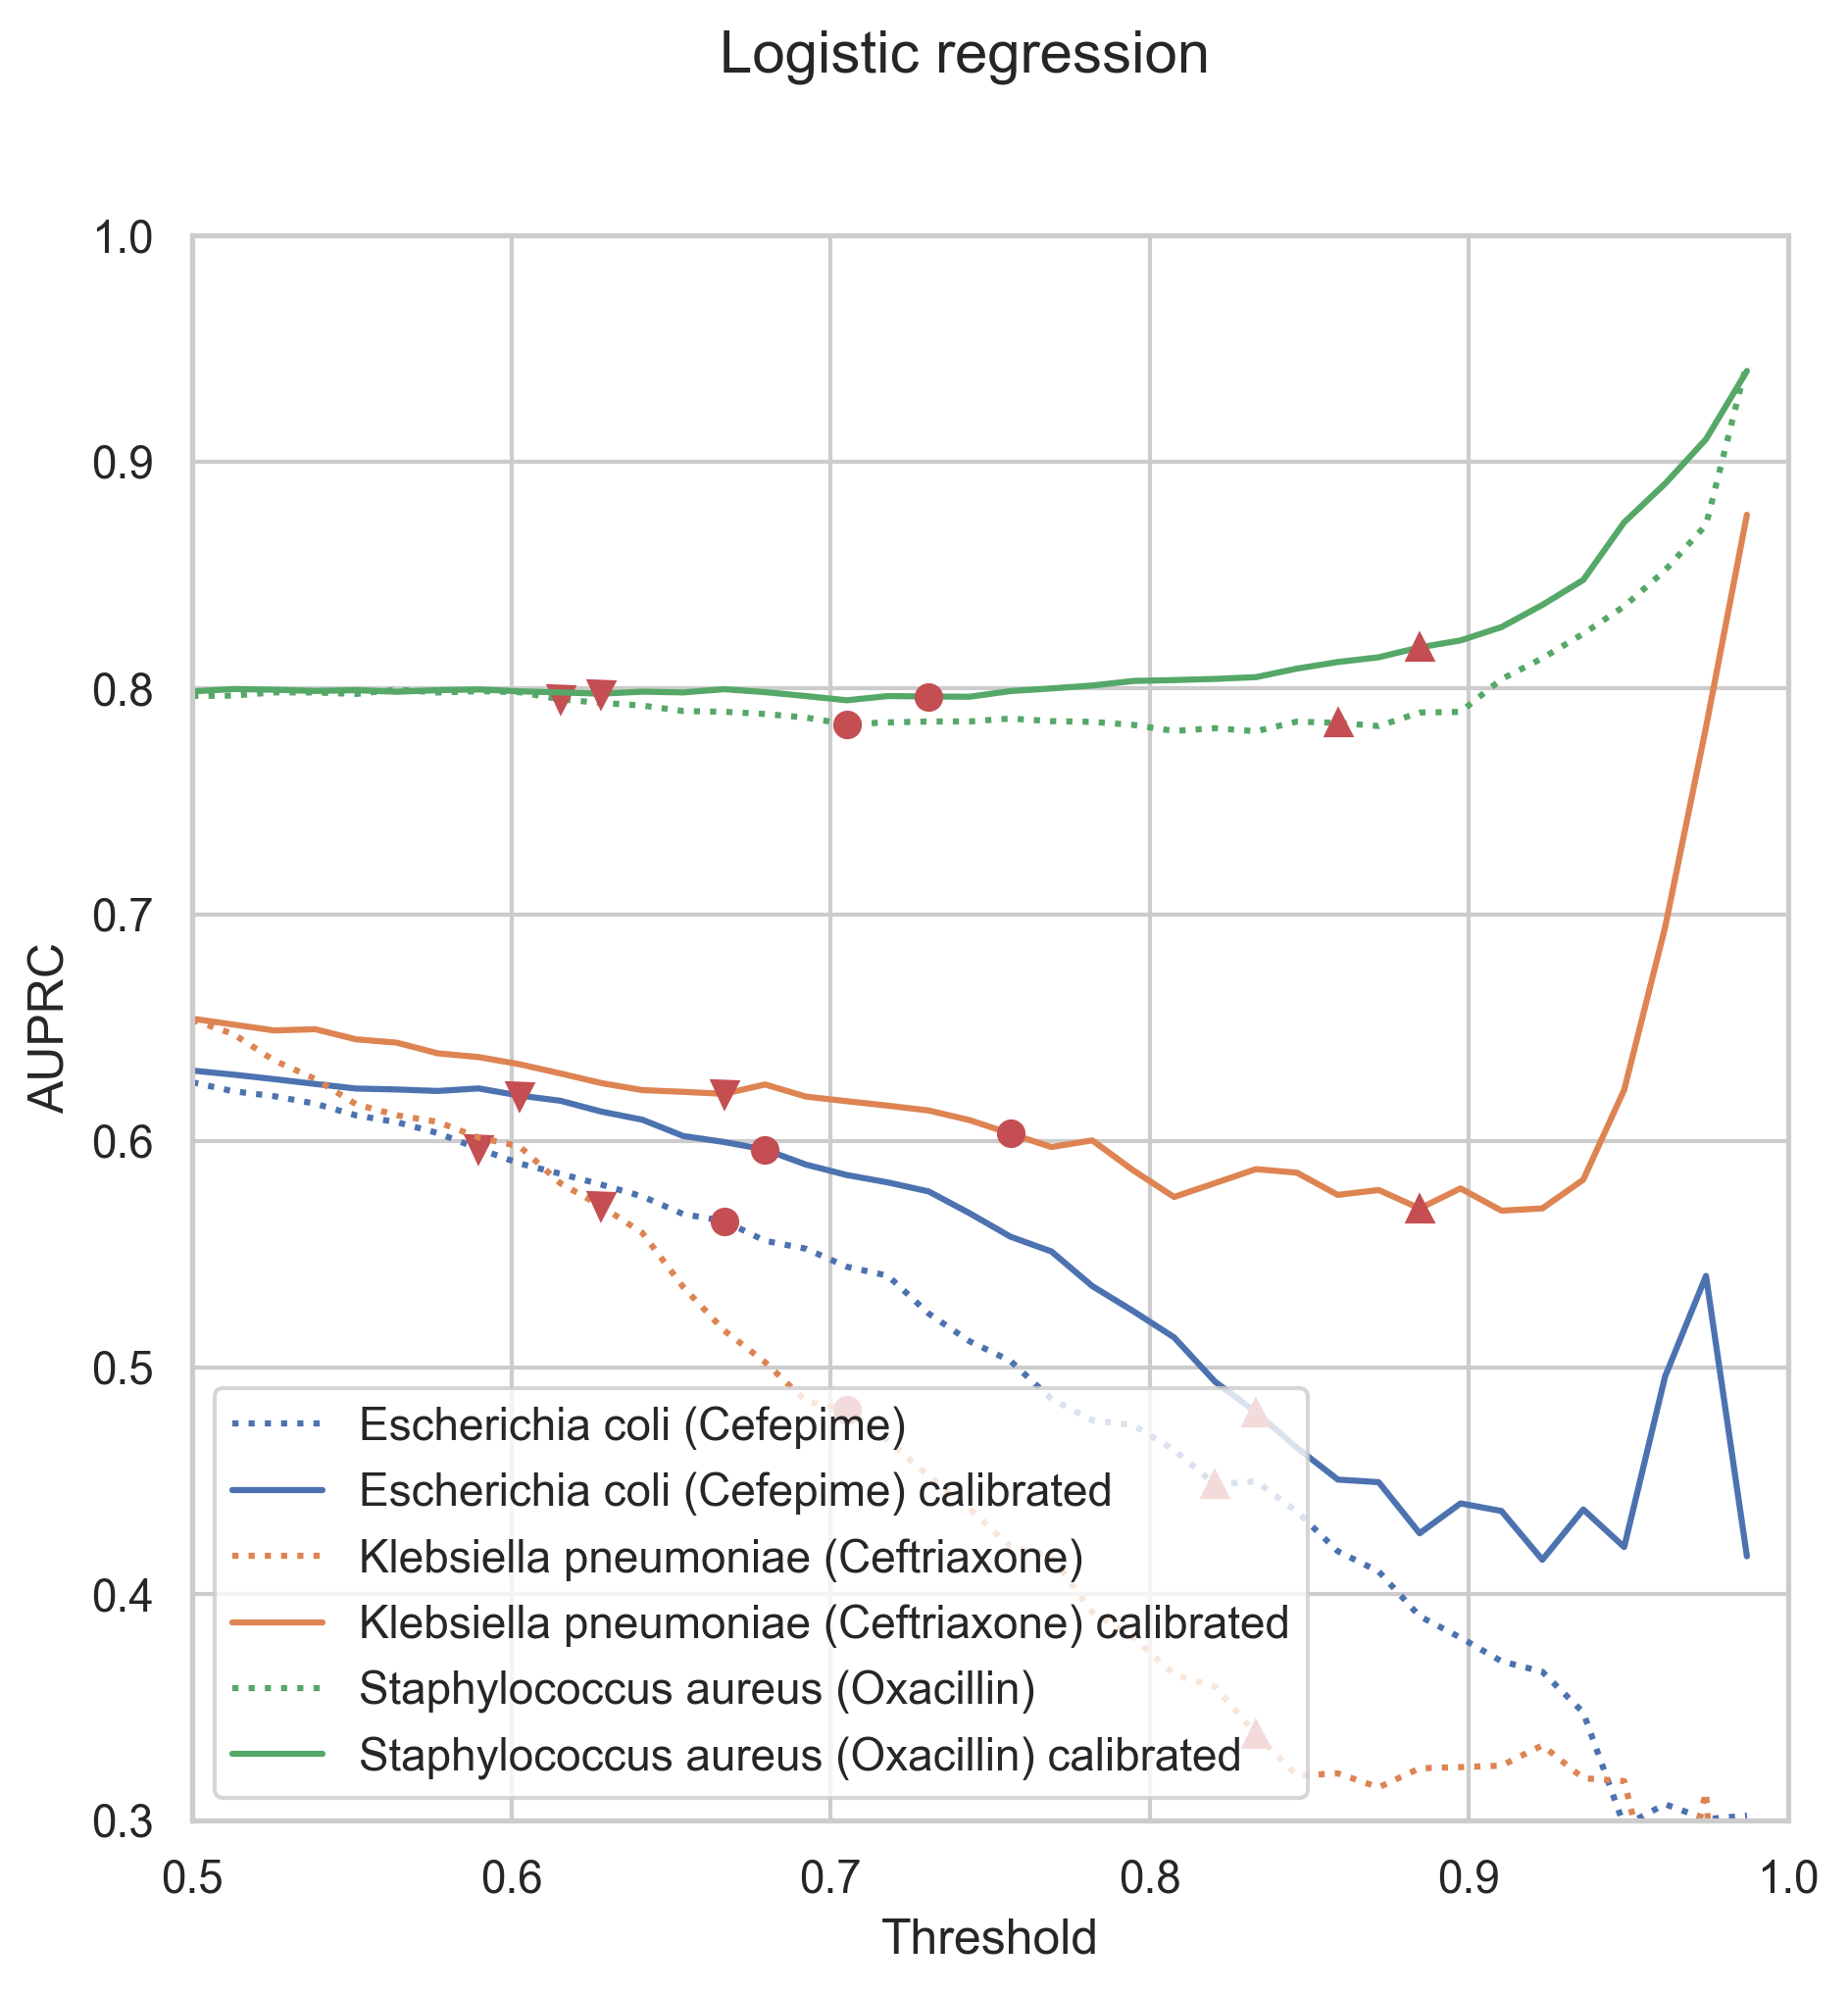 Logistic regression
1.0
0.9
0.8
0.7
0.6
0.5
0.4
0.3
AUPRC
Escherichia coli (Cefepime)
Escherichia coli (Cefepime) calibrated
Klebsiella pneumoniae (Ceftriaxone)
Klebsiella pneumoniae (Ceftriaxone) calibrated
Staphylococcus aureus (Oxacillin)
Staphylococcus aureus (Oxacillin) calibrated
0.5 0.6 0.7 0.8 0.9 1.0
Threshold